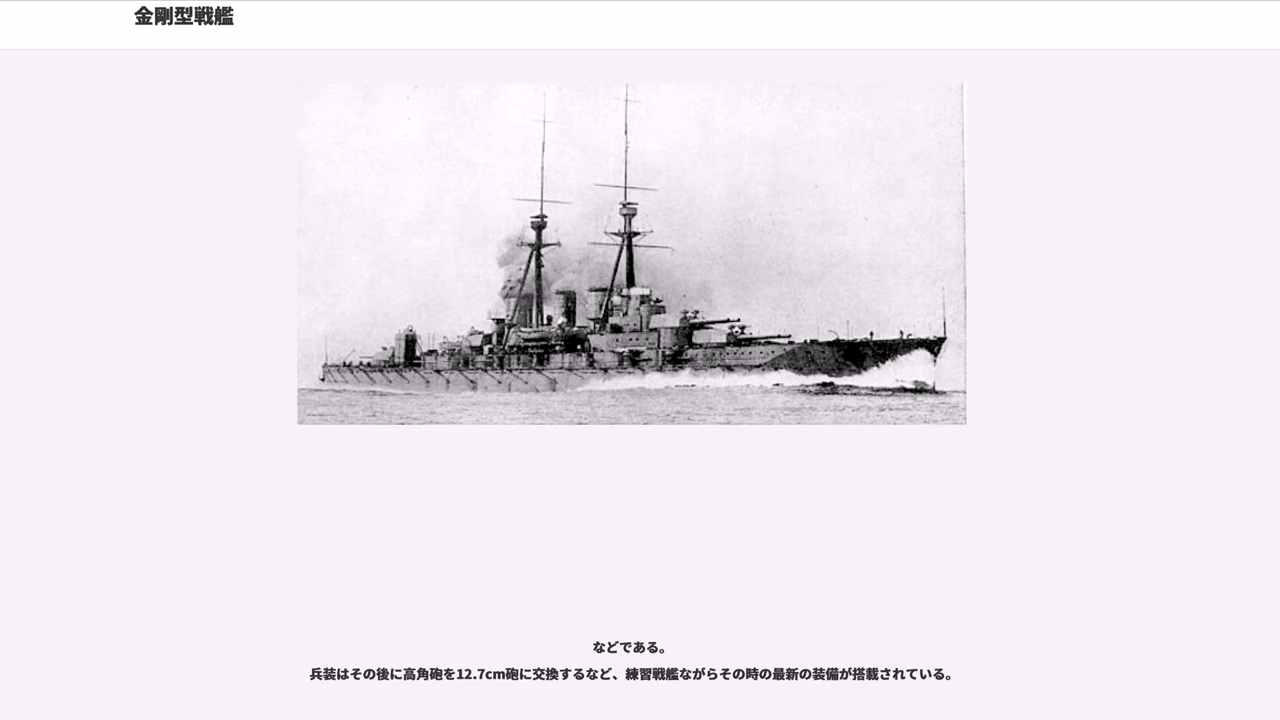 金剛型戦艦
などである。
兵装はその後に高角砲を12.7cm砲に交換するなど、練習戦艦ながらその時の最新の装備が搭載されている。